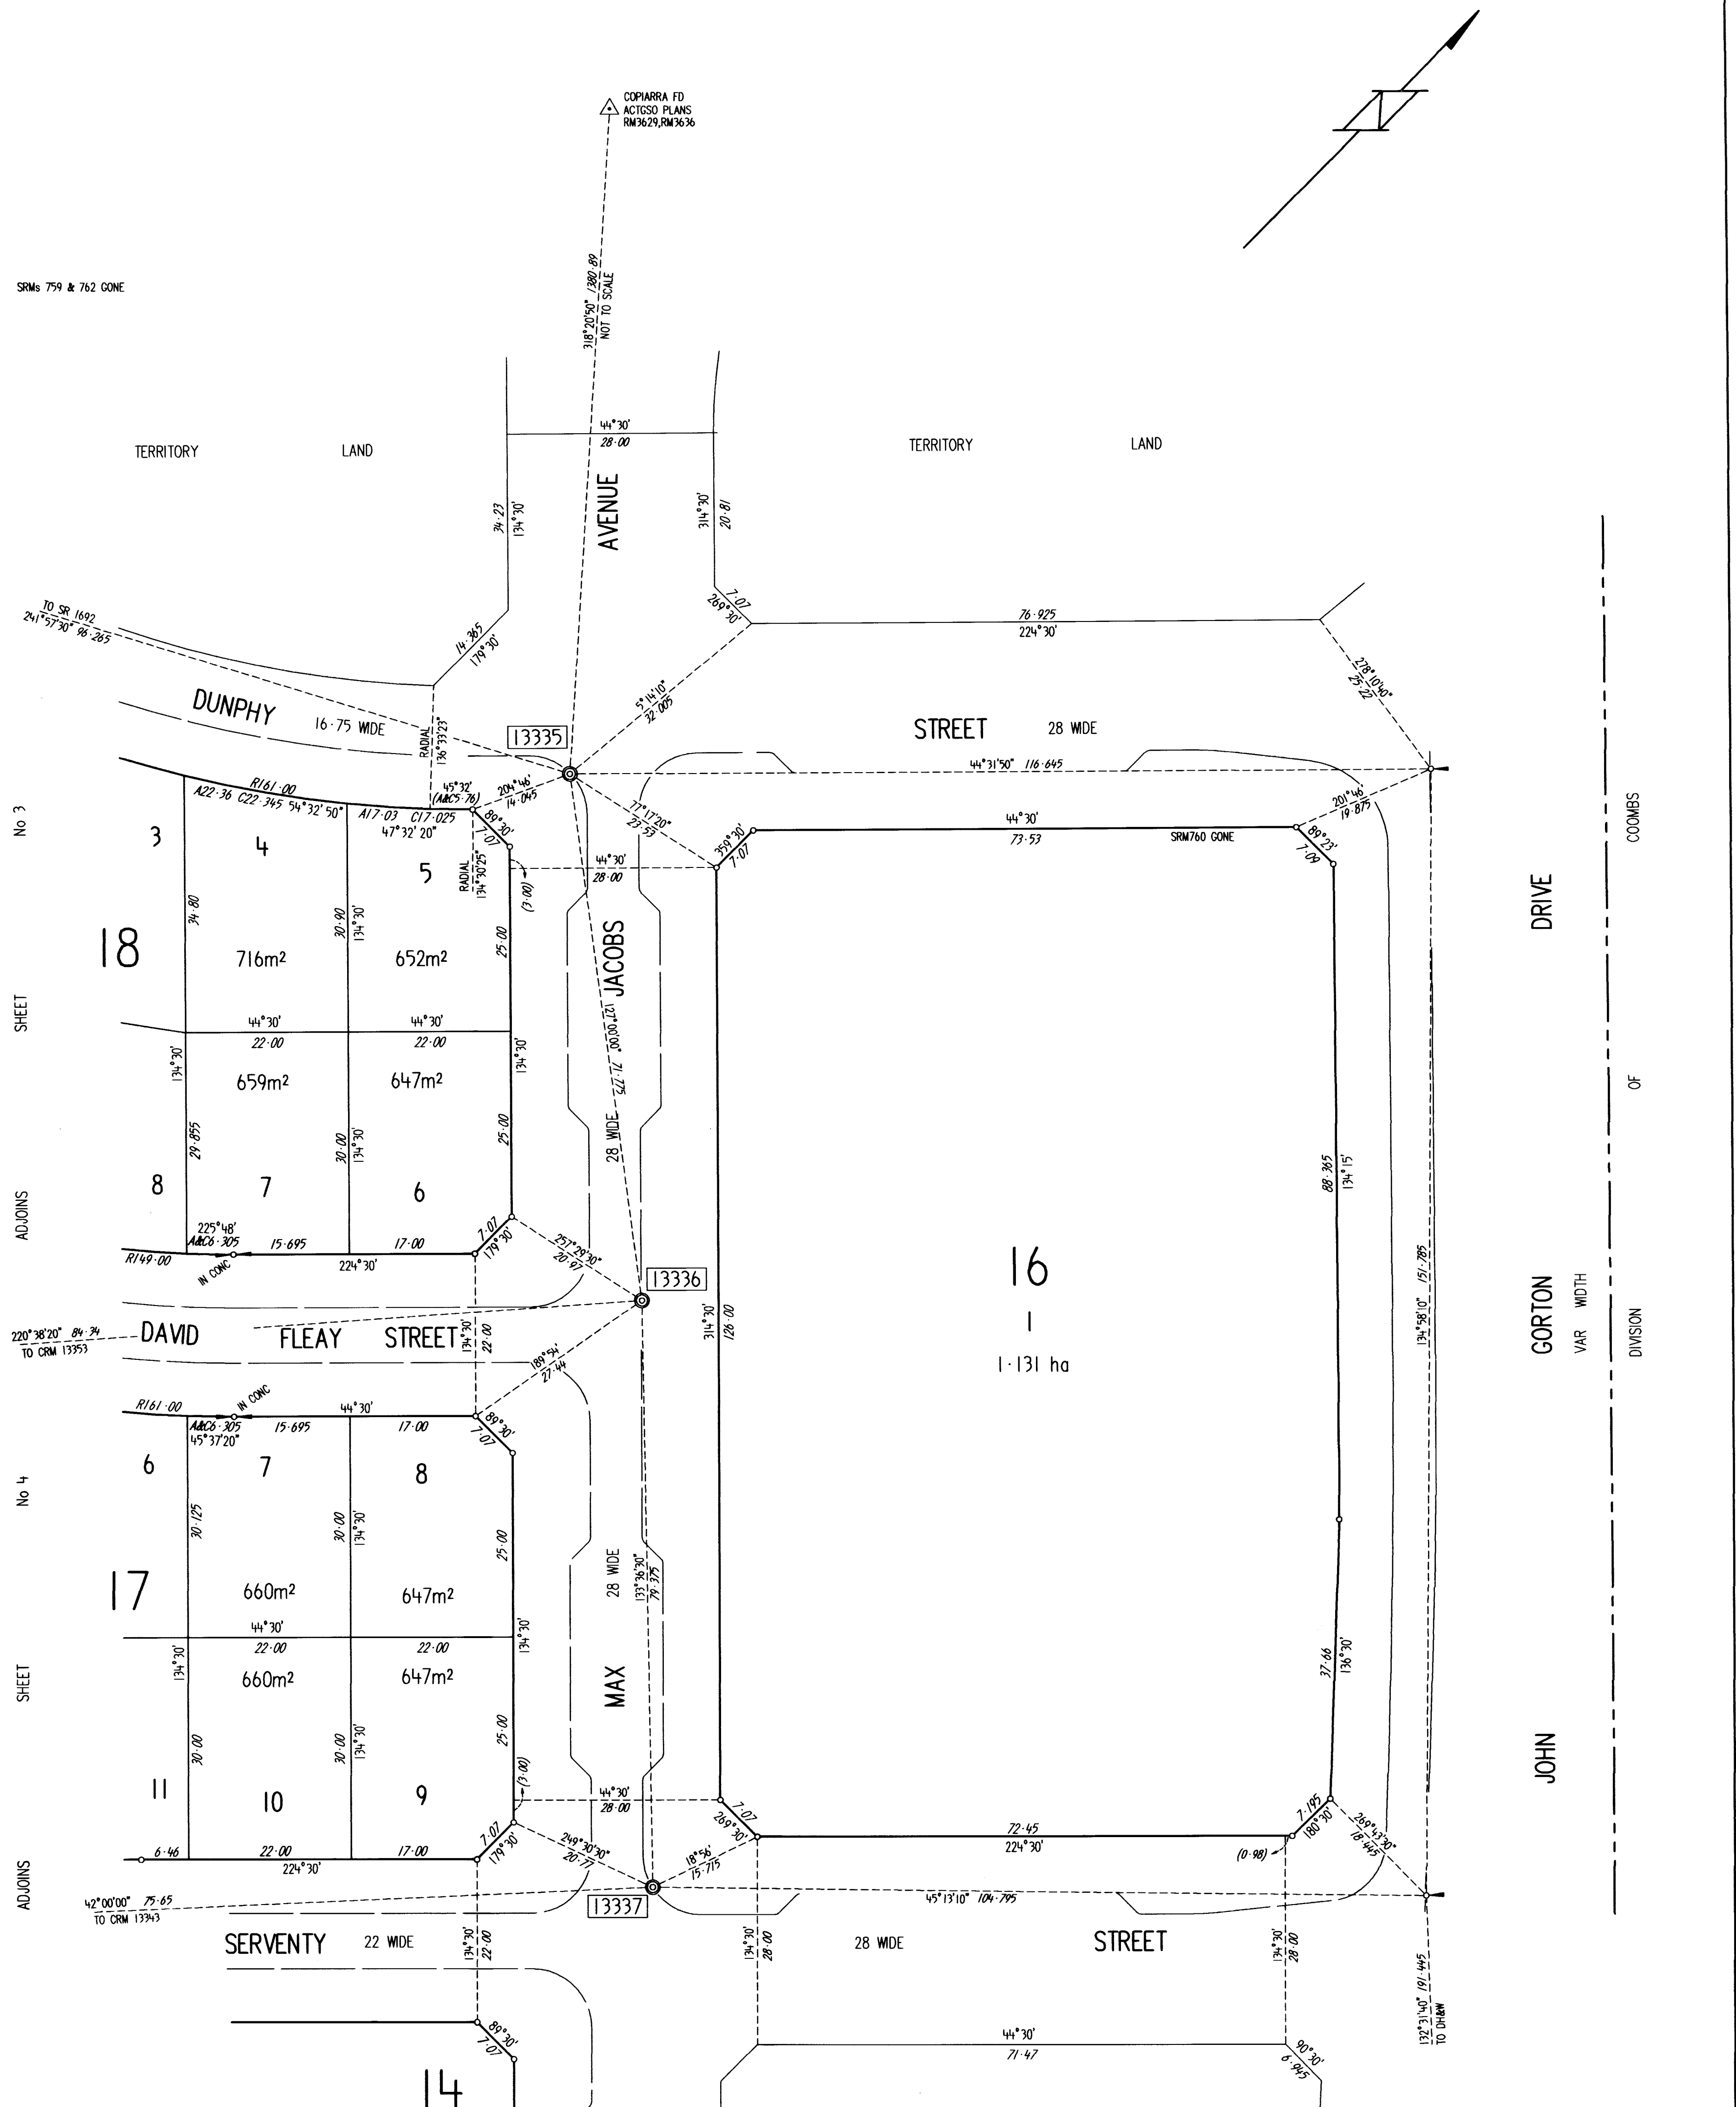 COPIARRA FD
ACTGSO PLANS
RM3629,RM3636
SRMs 759 & 762 GONE
318°20'50" 1380·89
NOT TO SCALE
44°30'
28·00
TERRITORY LAND
TERRITORY LAND
34·23
134°30'
AVENUE
314°30'
20·81
7·07
269°30'
76·925
224°30'
TO SR 1692
241°57'30" 96·265
14·365
179°30'
278°10'40"
25·22
5°14'10"
32·005
DUNPHY
16·75 WIDE
RADIAL
136°33'23"
13335
STREET 28 WIDE
44°31'50" 116·645
R161·00
A22·36 C22·345 54°32'50"
45°32'
(A&C5·76)
204°46'
14·045
A17·03 C17·025
47°32'20"
89°30'
7·07
77°17'20"
23·53
359°30'
7·07
44°30'
73·53
SRM760 GONE
201°46'
19·875
89°23'
7·09
No 3
3
4
5
RADIAL
134°30'25"
(3·00)
44°30'
28·00
COOMBS
DRIVE
34·80
30·90
134°30'
25·00
18
716m²
652m²
JACOBS
127°00'00" 71·775
SHEET
44°30'
22·00
44°30'
22·00
134°30'
134°30'
659m²
647m²
OF
29·855
30·00
134°30'
25·00
28 WIDE
88·365
134°15'
ADJOINS
8
7
6
225°48'
A&C6·305
15·695
17·00
R149·00
IN CONC
224°30'
7·07
179°30'
257°29'30"
20·97
13336
16
1
1·131 ha
314°30'
126·00
134°58'10" 151·785
GORTON
VAR WIDTH
DIVISION
220°38'20" 84·34
TO CRM 13353
DAVID FLEAY STREET
134°30'
22·00
189°54'
27·44
R161·00
IN CONC
44°30'
A&C6·305
45°37'20"
15·695
17·00
89°30'
7·07
No 4
6
7
8
30·125
30·00
134°30'
25·00
28 WIDE
133°36'30"
79·375
17
660m²
647m²
44°30'
22·00
22·00
134°30'
134°30'
SHEET
660m²
647m²
MAX
37·66
136°30'
JOHN
30·00
30·00
134°30'
25·00
(3·00)
11
10
9
44°30'
28·00
7·07
269°30'
7·195
180°30'
269°43'30"
18·445
ADJOINS
6·46
22·00
17·00
224°30'
7·07
179°30'
249°30'30"
20·77
18°56'
15·715
72·45
224°30'
(0·98)
42°00'00" 75·65
TO CRM 13343
13337
45°13'10" 104·795
SERVENTY 22 WIDE
134°30'
22·00
134°30'
28·00
28 WIDE
STREET
134°30'
28·00
132°31'40" 191·445
TO DH&W
89°30'
7·07
44°30'
71·47
90°30'
6·945
14